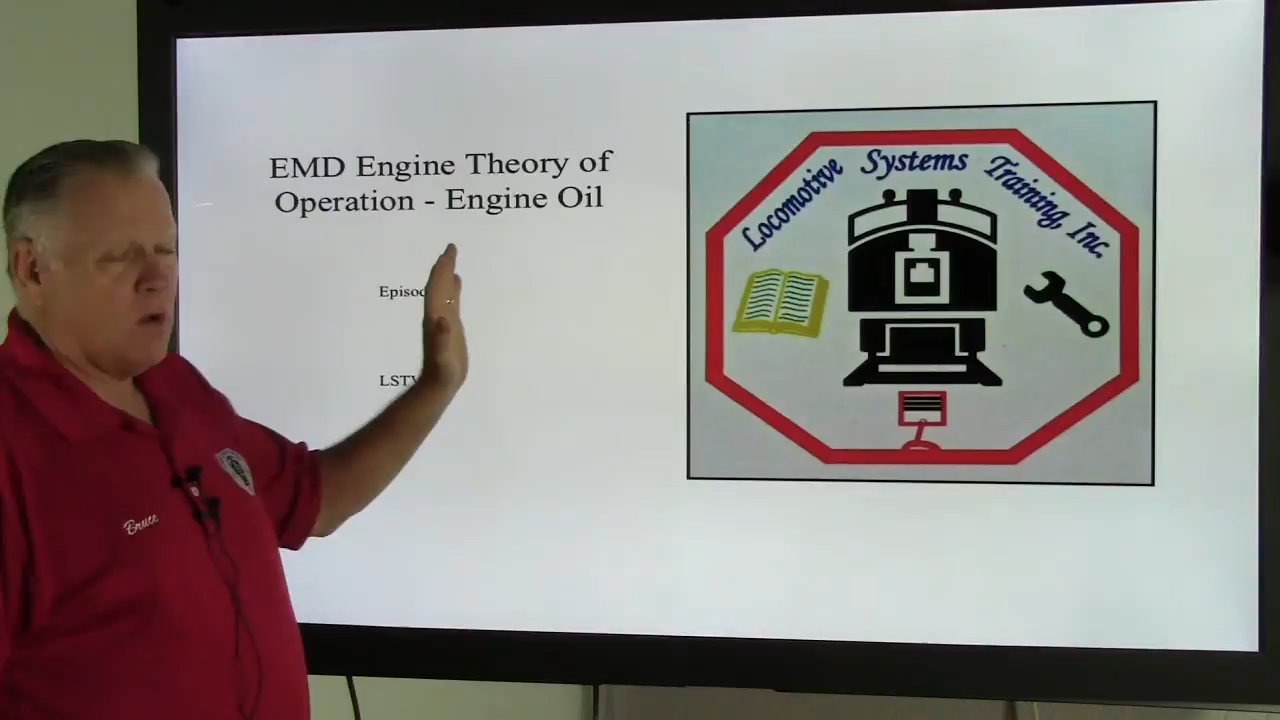 EMD Engine Theory of
Operation - Engine Oil
Locomotive Systems Training, Inc.
Bruce